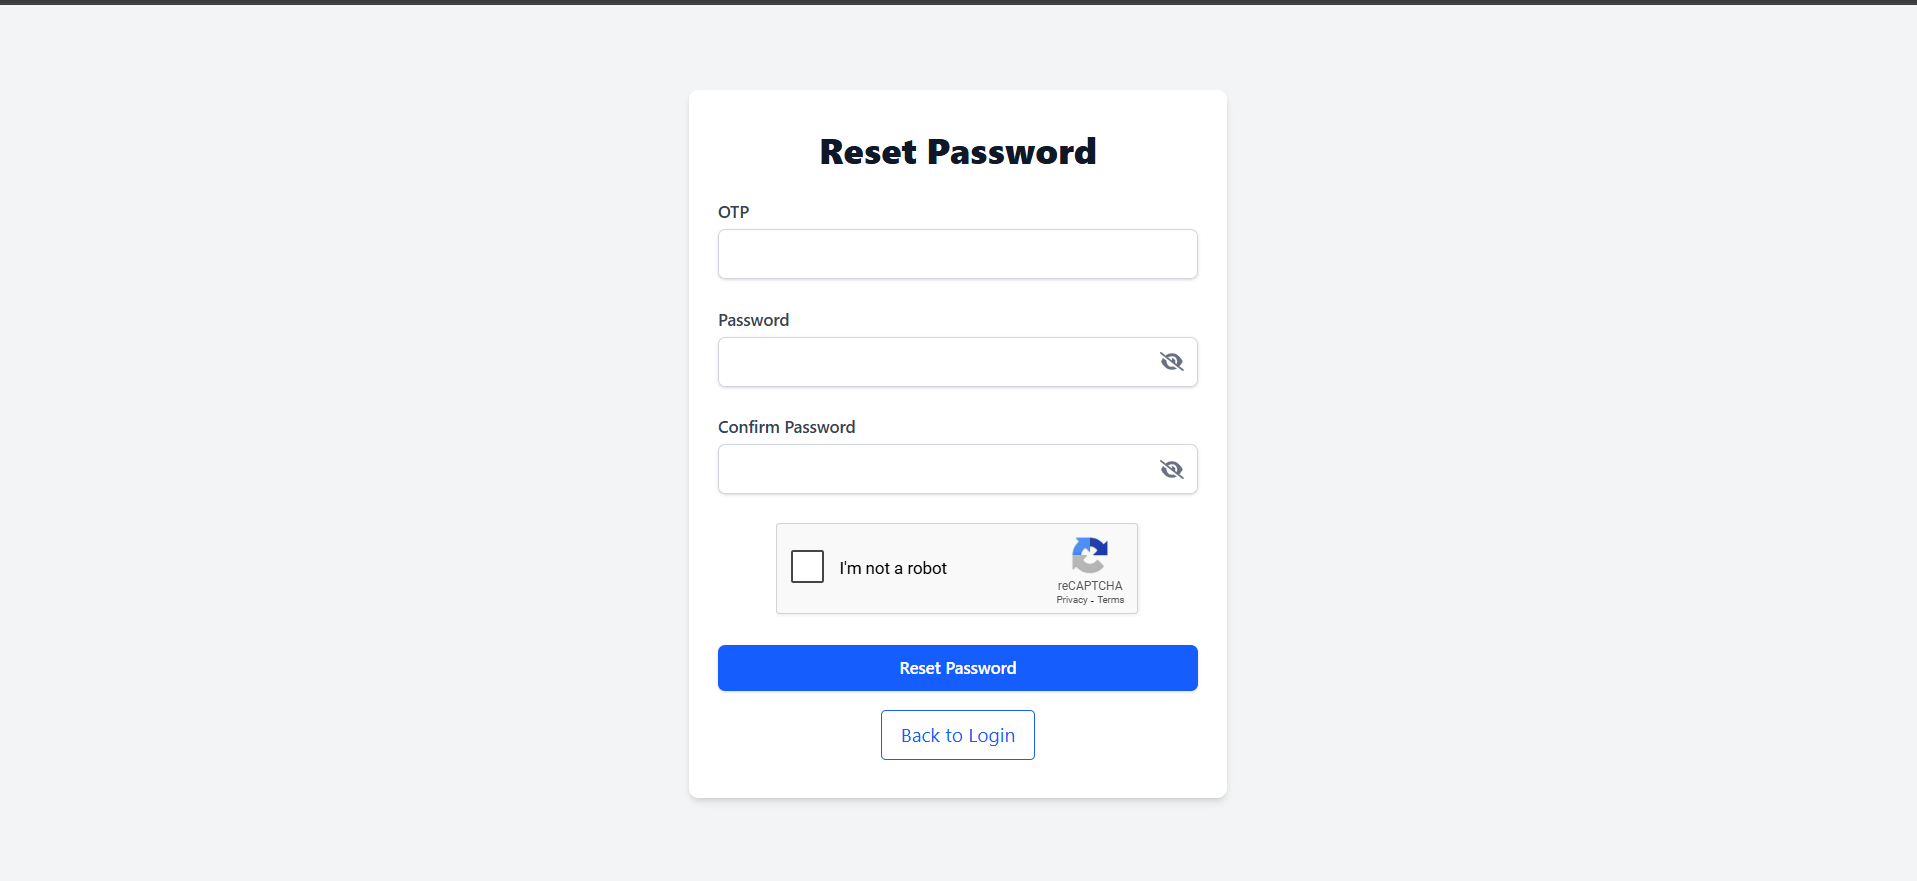 Reset Password
OTP
Password
Confirm Password
I'm not a robot
reCAPTCHA
Privacy - Terms
Reset Password
Back to Login